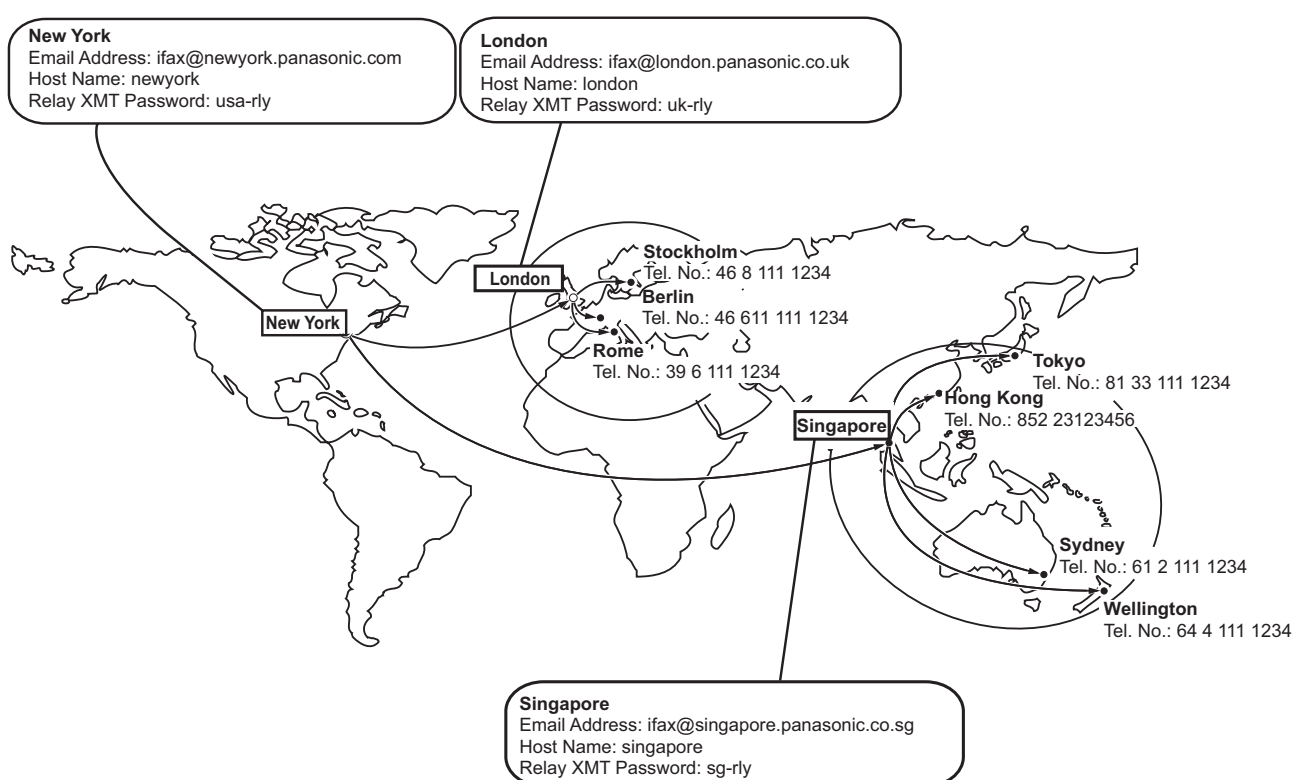 New York
Email Address: ifax@newyork.panasonic.com
Host Name: newyork
Relay XMT Password: usa-rly
London
Email Address: ifax@london.panasonic.co.uk
Host Name: london
Relay XMT Password: uk-rly
Stockholm
Tel. No.: 46 8 111 1234
London
Berlin
Tel. No.: 46 611 111 1234
New York
Rome
Tel. No.: 39 6 111 1234
Tokyo
Tel. No.: 81 33 111 1234
Hong Kong
Tel. No.: 852 23123456
Singapore
Sydney
Tel. No.: 61 2 111 1234
Wellington
Tel. No.: 64 4 111 1234
Singapore
Email Address: ifax@singapore.panasonic.co.sg
Host Name: singapore
Relay XMT Password: sg-rly